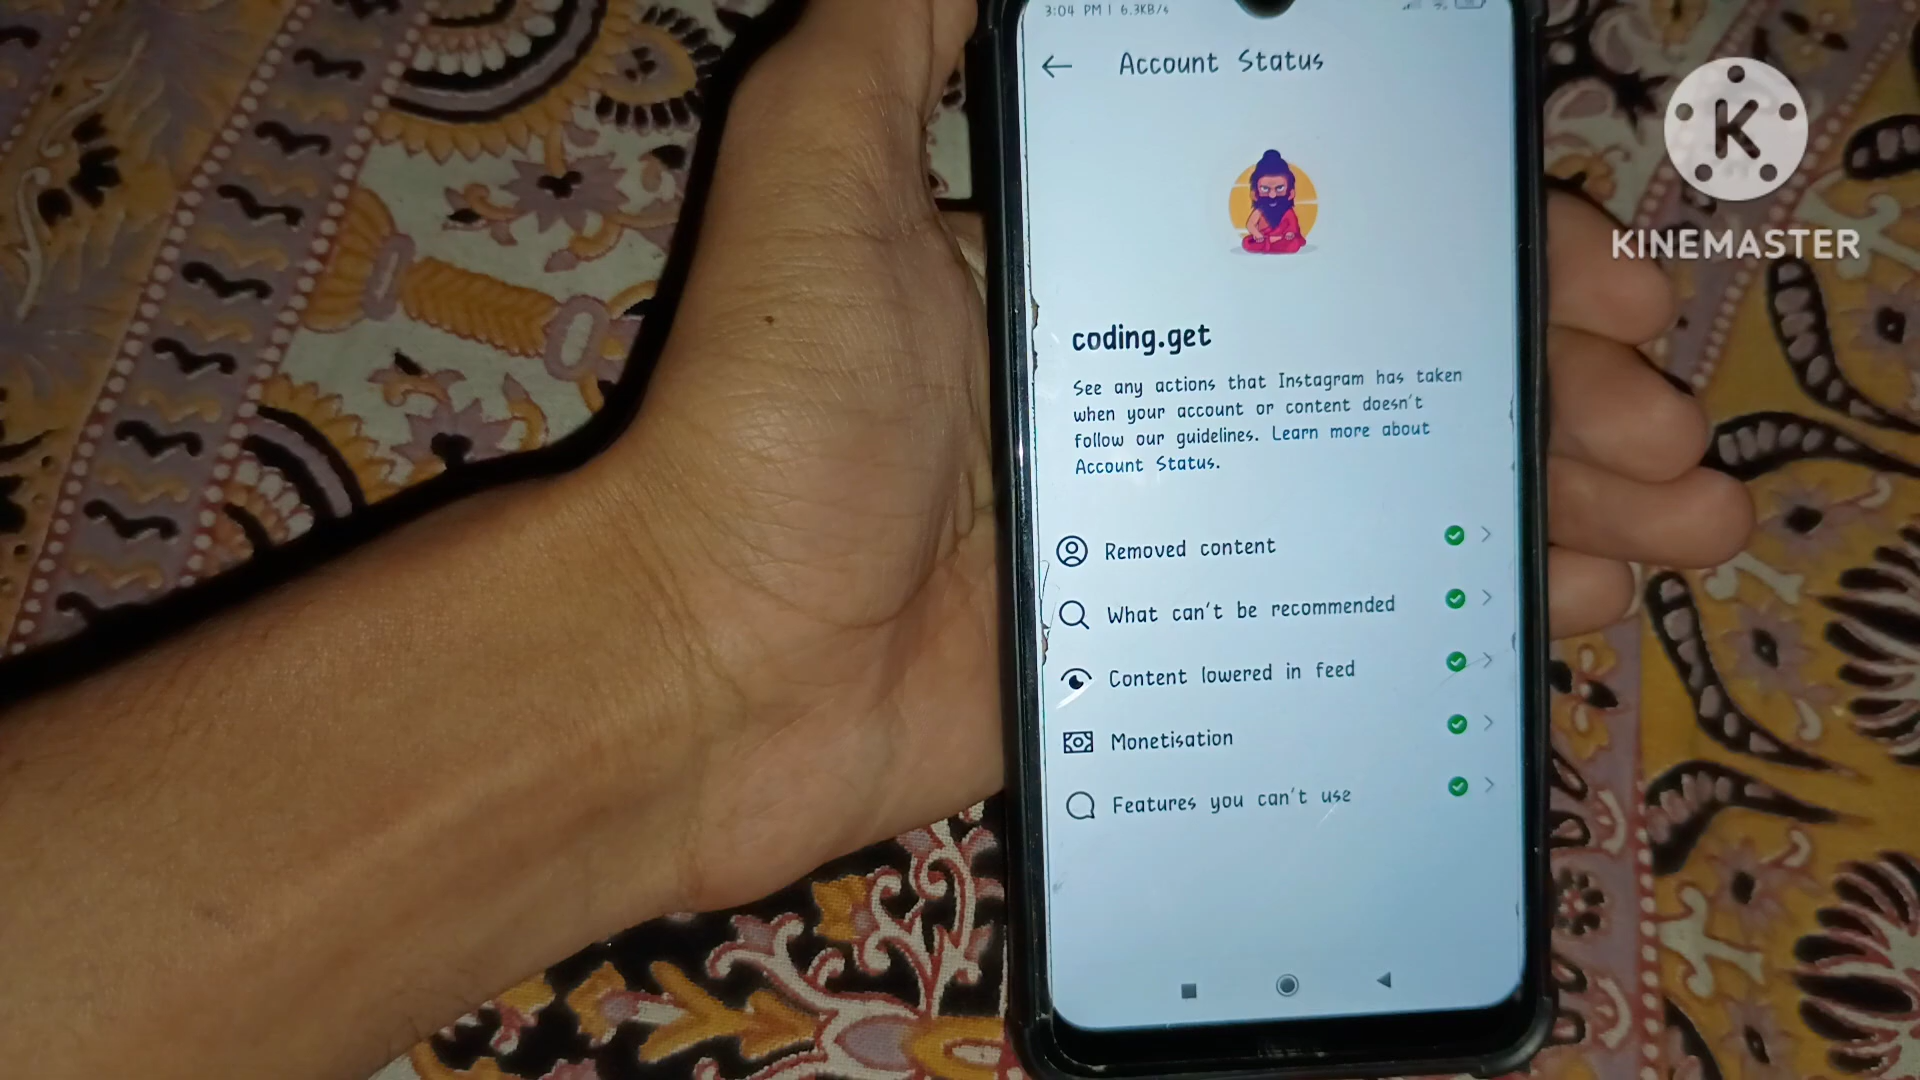 3:04 PM | 6.3KB/s
Account Status
K
KINEMASTER
coding.get
See any actions that Instagram has taken
when your account or content doesn't
follow our guidelines. Learn more about
Account Status.
Removed content
What can't be recommended
Content lowered in feed
Monetisation
Features you can't use